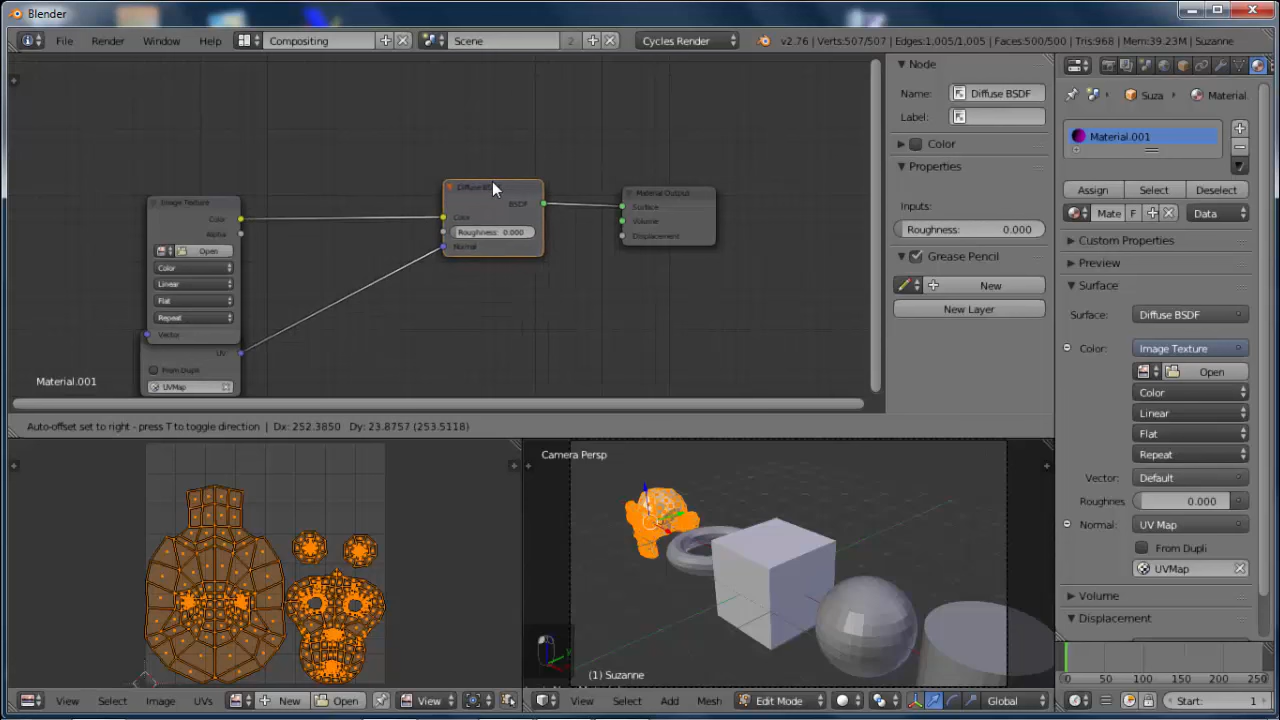 Blender
File Render Window Help Compositing Scene 2 Cycles Render v2.76 | Verts:507/507 | Edges:1,005/1,005 | Faces:500/500 | Tris:968 | Mem:39.23M | Suzanne
Node
Name: Diffuse BSDF
Label:
Color
Properties
Inputs:
Roughness: 0.000
Grease Pencil
New
New Layer
Image Texture
Color
Alpha
Open
Color
Linear
Flat
Repeat
Vector
UV
From Dupli
UVMap
BSDF
Color
Roughness: 0.000
Normal
Material Output
Surface
Volume
Displacement
Material.001
Auto-offset set to right - press T to toggle direction | Dx: 252.3850 Dy: 23.8757 (253.5118)
Suza Material
Material.001
Assign Select Deselect
Mate F Data
Custom Properties
Preview
Surface
Surface: Diffuse BSDF
Color: Image Texture
Open
Color
Linear
Flat
Repeat
Vector: Default
Roughnes 0.000
Normal: UV Map
From Dupli
UVMap
Volume
Displacement
Camera Persp
(1) Suzanne
View Select Image UVs New Open View
View Select Add Mesh Edit Mode Global
0 50 100 150 200 250
Start: 1